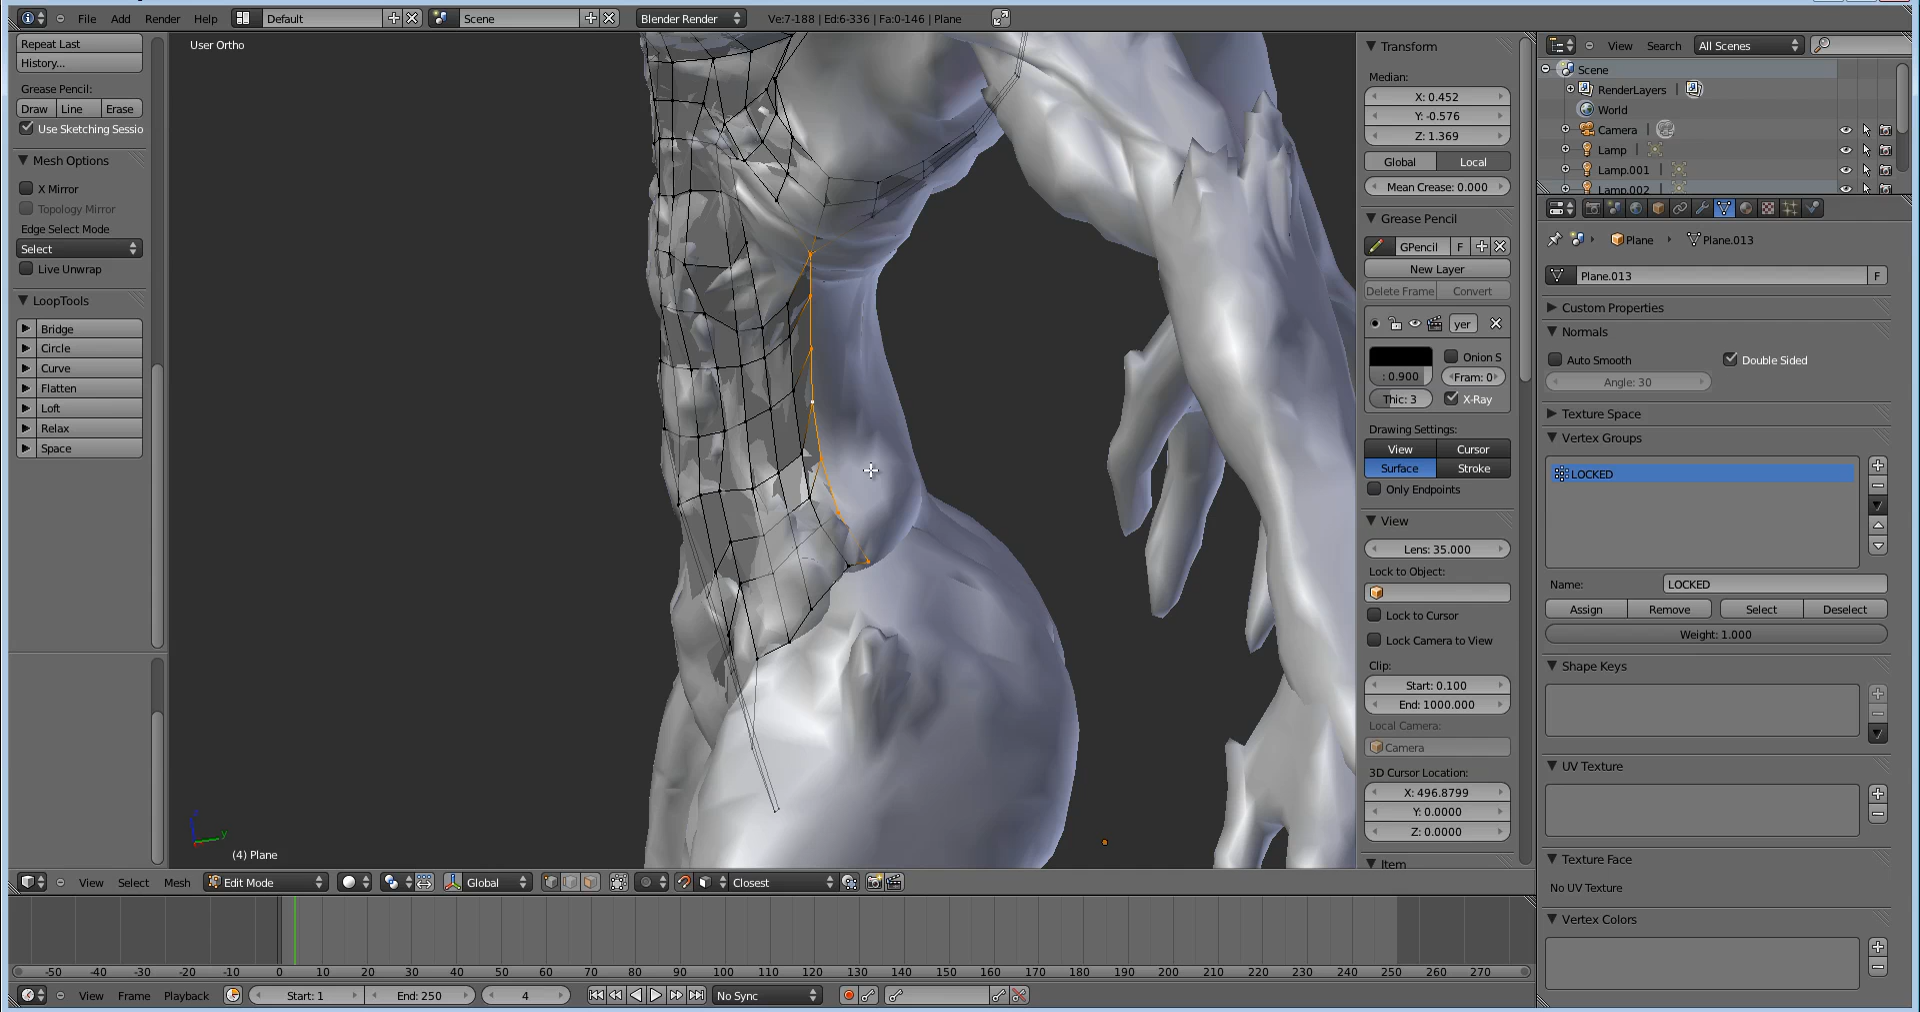 File Add Render Help Default Scene Blender Render Ve:7-188 | Ed:6-336 | Fa:0-146 | Plane
Repeat Last
History...
Grease Pencil:
Draw Line Erase
Use Sketching Sessio
Mesh Options
X Mirror
Topology Mirror
Edge Select Mode
Select
Live Unwrap
LoopTools
Bridge
Circle
Curve
Flatten
Loft
Relax
Space
User Ortho
y
(4) Plane
Transform
Median:
X: 0.452
Y: -0.576
Z: 1.369
Global Local
Mean Crease: 0.000
Grease Pencil
GPencil F
New Layer
Delete Frame Convert
yer
Onion S
: 0.900 Fram: 0
Thic: 3 X-Ray
Drawing Settings:
View Cursor
Surface Stroke
Only Endpoints
View
Lens: 35.000
Lock to Object:
Lock to Cursor
Lock Camera to View
Clip:
Start: 0.100
End: 1000.000
Local Camera:
Camera
3D Cursor Location:
X: 496.8799
Y: 0.0000
Z: 0.0000
Item
View Search All Scenes
Scene
RenderLayers |
World
Camera |
Lamp |
Lamp.001 |
Lamp.002 |
Plane Plane.013
Plane.013 F
Custom Properties
Normals
Auto Smooth Double Sided
Angle: 30
Texture Space
Vertex Groups
LOCKED
Name: LOCKED
Assign Remove Select Deselect
Weight: 1.000
Shape Keys
UV Texture
Texture Face
No UV Texture
Vertex Colors
View Select Mesh Edit Mode Global Closest
-50 -40 -30 -20 -10 0 10 20 30 40 50 60 70 80 90 100 110 120 130 140 150 160 170 180 190 200 210 220 230 240 250 260 270
View Frame Playback Start: 1 End: 250 4 No Sync